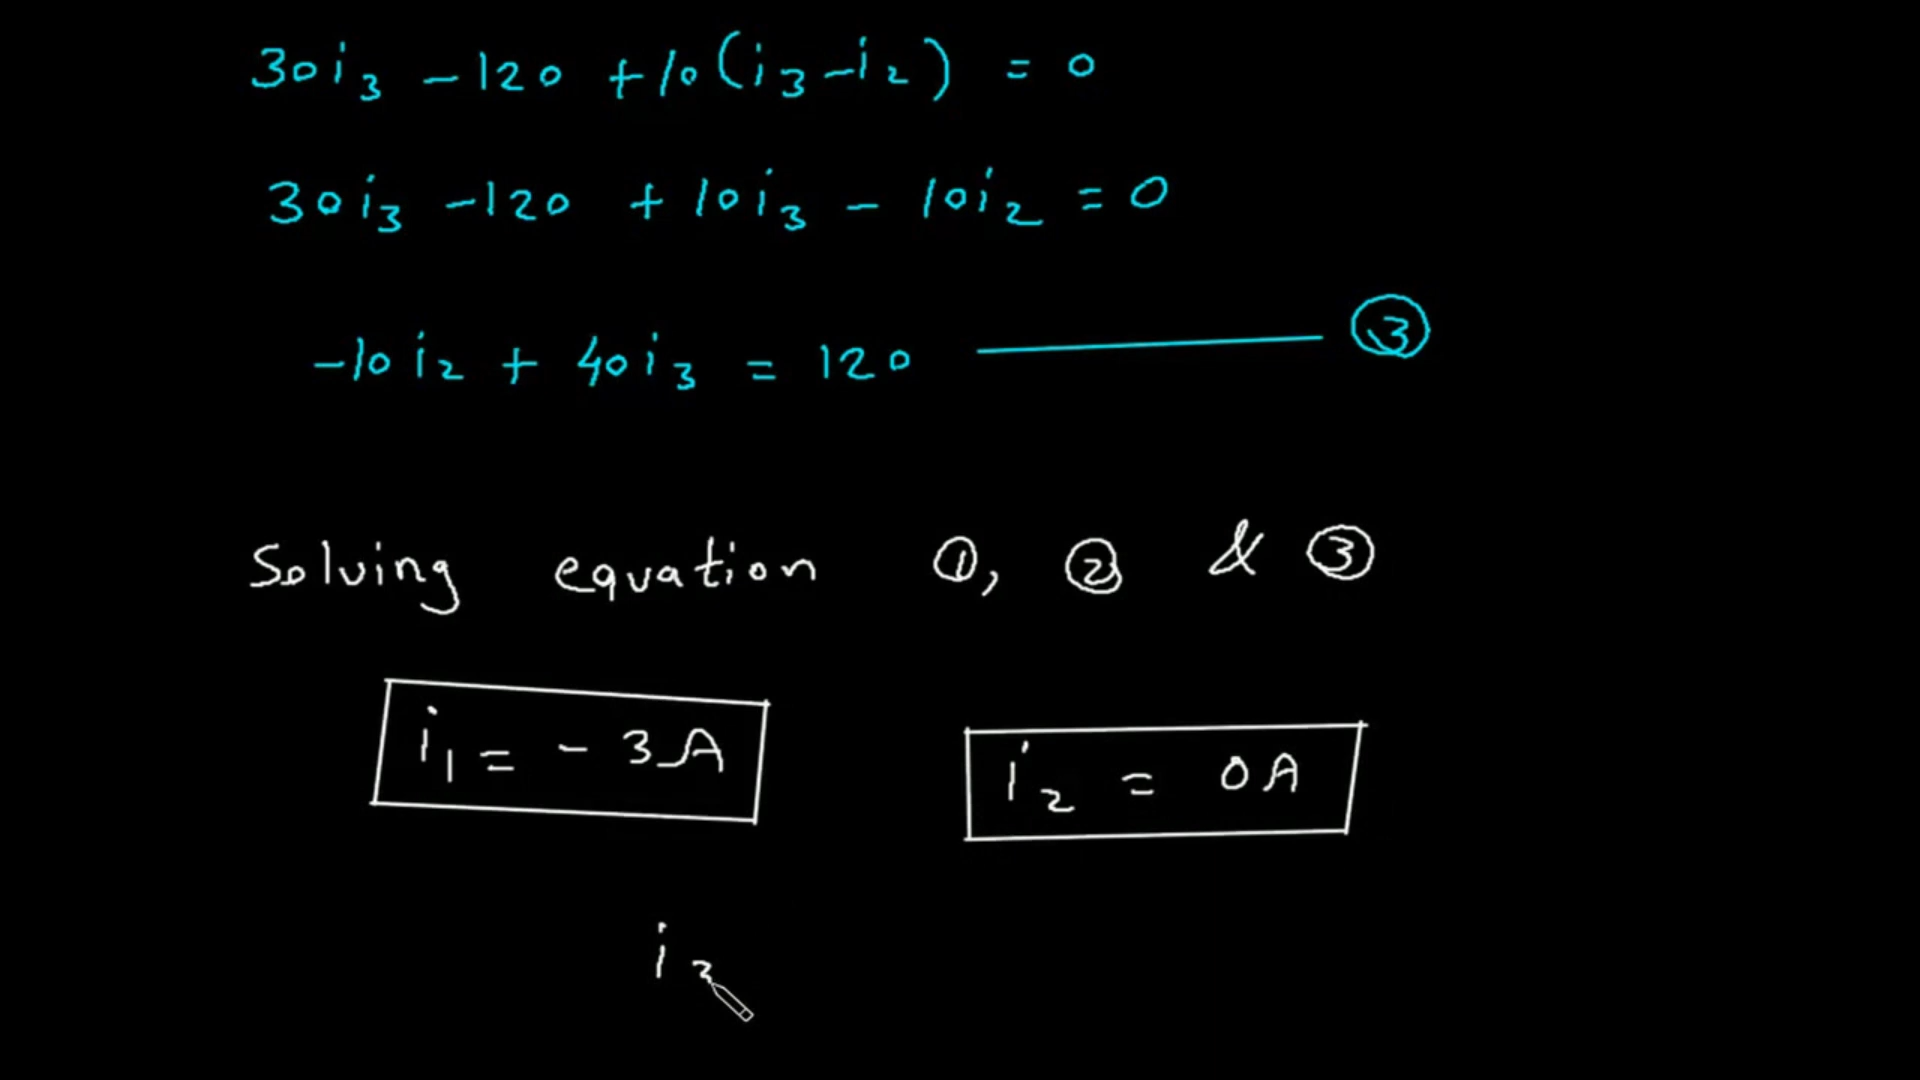 30i₃ - 120 + 10(i₃ - i₂) = 0
30i₃ - 120 + 10i₃ - 10i₂ = 0
-10i₂ + 40i₃ = 120 ——— ③
Solving equation ①, ② & ③
i₁ = - 3A i₂ = 0A
i₃